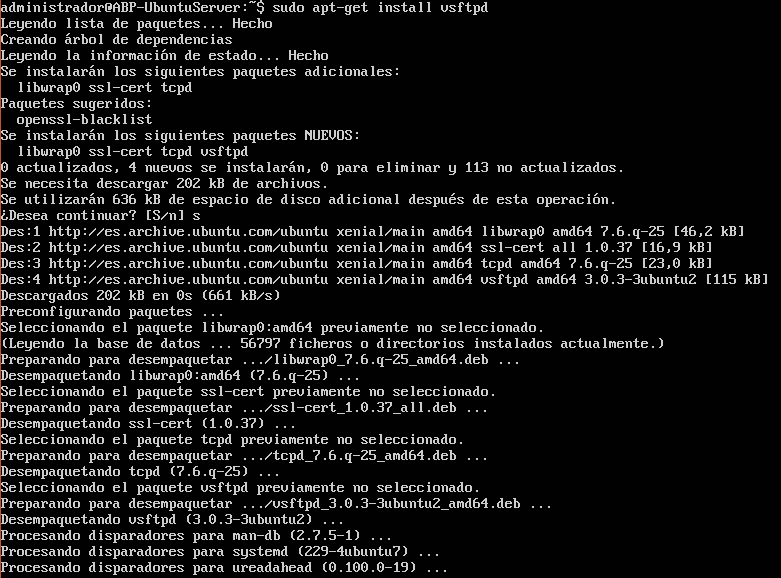 administrador@ABP-UbuntuServer:~$ sudo apt-get install vsftpd
Leyendo lista de paquetes... Hecho
Creando árbol de dependencias
Leyendo la información de estado... Hecho
Se instalarán los siguientes paquetes adicionales:
  libwrap0 ssl-cert tcpd
Paquetes sugeridos:
  openssl-blacklist
Se instalarán los siguientes paquetes NUEVOS:
  libwrap0 ssl-cert tcpd vsftpd
0 actualizados, 4 nuevos se instalarán, 0 para eliminar y 113 no actualizados.
Se necesita descargar 202 kB de archivos.
Se utilizarán 636 kB de espacio de disco adicional después de esta operación.
¿Desea continuar? [S/n] s
Des:1 http://es.archive.ubuntu.com/ubuntu xenial/main amd64 libwrap0 amd64 7.6.q-25 [46,2 kB]
Des:2 http://es.archive.ubuntu.com/ubuntu xenial/main amd64 ssl-cert all 1.0.37 [16,9 kB]
Des:3 http://es.archive.ubuntu.com/ubuntu xenial/main amd64 tcpd amd64 7.6.q-25 [23,0 kB]
Des:4 http://es.archive.ubuntu.com/ubuntu xenial/main amd64 vsftpd amd64 3.0.3-3ubuntu2 [115 kB]
Descargados 202 kB en 0s (661 kB/s)
Preconfigurando paquetes ...
Seleccionando el paquete libwrap0:amd64 previamente no seleccionado.
(Leyendo la base de datos ... 56797 ficheros o directorios instalados actualmente.)
Preparando para desempaquetar .../libwrap0_7.6.q-25_amd64.deb ...
Desempaquetando libwrap0:amd64 (7.6.q-25) ...
Seleccionando el paquete ssl-cert previamente no seleccionado.
Preparando para desempaquetar .../ssl-cert_1.0.37_all.deb ...
Desempaquetando ssl-cert (1.0.37) ...
Seleccionando el paquete tcpd previamente no seleccionado.
Preparando para desempaquetar .../tcpd_7.6.q-25_amd64.deb ...
Desempaquetando tcpd (7.6.q-25) ...
Seleccionando el paquete vsftpd previamente no seleccionado.
Preparando para desempaquetar .../vsftpd_3.0.3-3ubuntu2_amd64.deb ...
Desempaquetando vsftpd (3.0.3-3ubuntu2) ...
Procesando disparadores para man-db (2.7.5-1) ...
Procesando disparadores para systemd (229-4ubuntu7) ...
Procesando disparadores para ureadahead (0.100.0-19) ...